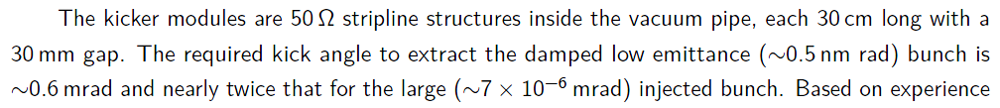 The kicker modules are 50 Ω stripline structures inside the vacuum pipe, each 30 cm long with a
30 mm gap. The required kick angle to extract the damped low emittance (∼0.5 nm rad) bunch is
∼0.6 mrad and nearly twice that for the large (∼7 × 10⁻⁶ mrad) injected bunch. Based on experience